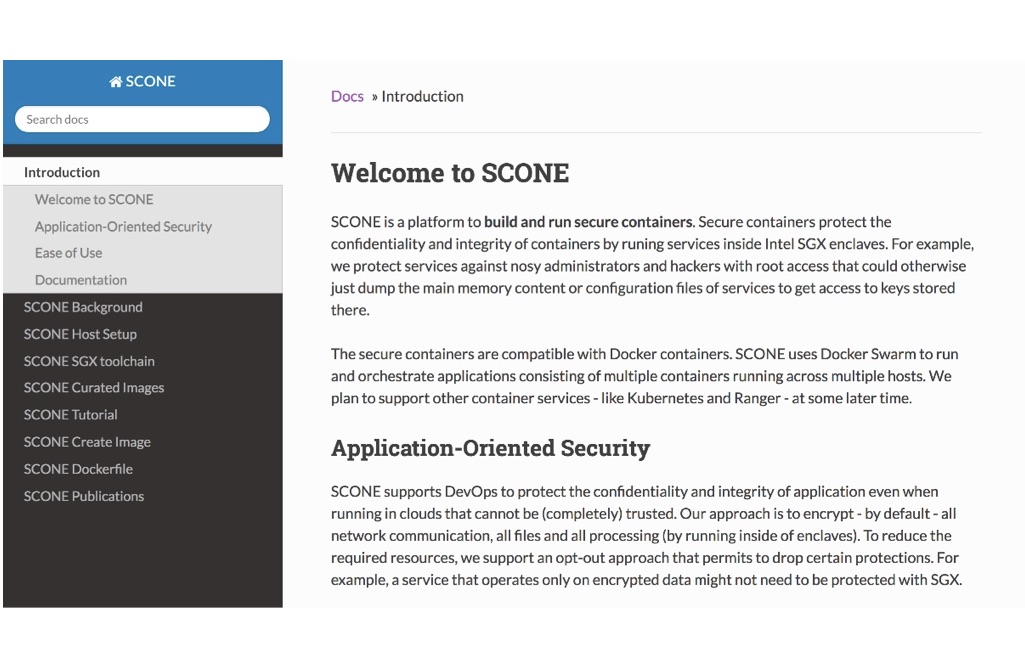 SCONE
Search docs
Introduction
Welcome to SCONE
Application-Oriented Security
Ease of Use
Documentation
SCONE Background
SCONE Host Setup
SCONE SGX toolchain
SCONE Curated Images
SCONE Tutorial
SCONE Create Image
SCONE Dockerfile
SCONE Publications
Docs » Introduction
Welcome to SCONE
SCONE is a platform to build and run secure containers. Secure containers protect the
confidentiality and integrity of containers by runing services inside Intel SGX enclaves. For example,
we protect services against nosy administrators and hackers with root access that could otherwise
just dump the main memory content or configuration files of services to get access to keys stored
there.
The secure containers are compatible with Docker containers. SCONE uses Docker Swarm to run
and orchestrate applications consisting of multiple containers running across multiple hosts. We
plan to support other container services - like Kubernetes and Ranger - at some later time.
Application-Oriented Security
SCONE supports DevOps to protect the confidentiality and integrity of application even when
running in clouds that cannot be (completely) trusted. Our approach is to encrypt - by default - all
network communication, all files and all processing (by running inside of enclaves). To reduce the
required resources, we support an opt-out approach that permits to drop certain protections. For
example, a service that operates only on encrypted data might not need to be protected with SGX.